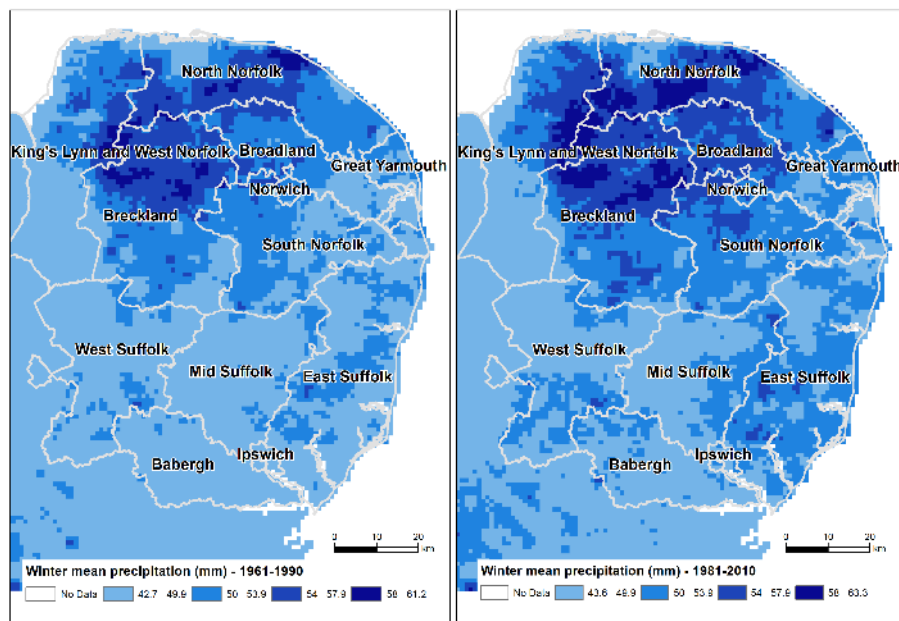 North Norfolk
King's Lynn and West Norfolk
Broadland
Great Yarmouth
Norwich
Breckland
South Norfolk
West Suffolk
Mid Suffolk
East Suffolk
Ipswich
Babergh
0 10 20
km
Winter mean precipitation (mm) - 1961-1990
No Data 42.7 49.9 50 53.9 54 57.9 58 61.2
North Norfolk
King's Lynn and West Norfolk
Broadland
Great Yarmouth
Norwich
Breckland
South Norfolk
West Suffolk
Mid Suffolk
East Suffolk
Ipswich
Babergh
0 10 20
km
Winter mean precipitation (mm) - 1981-2010
No Data 43.6 49.9 50 53.9 54 57.9 58 63.3